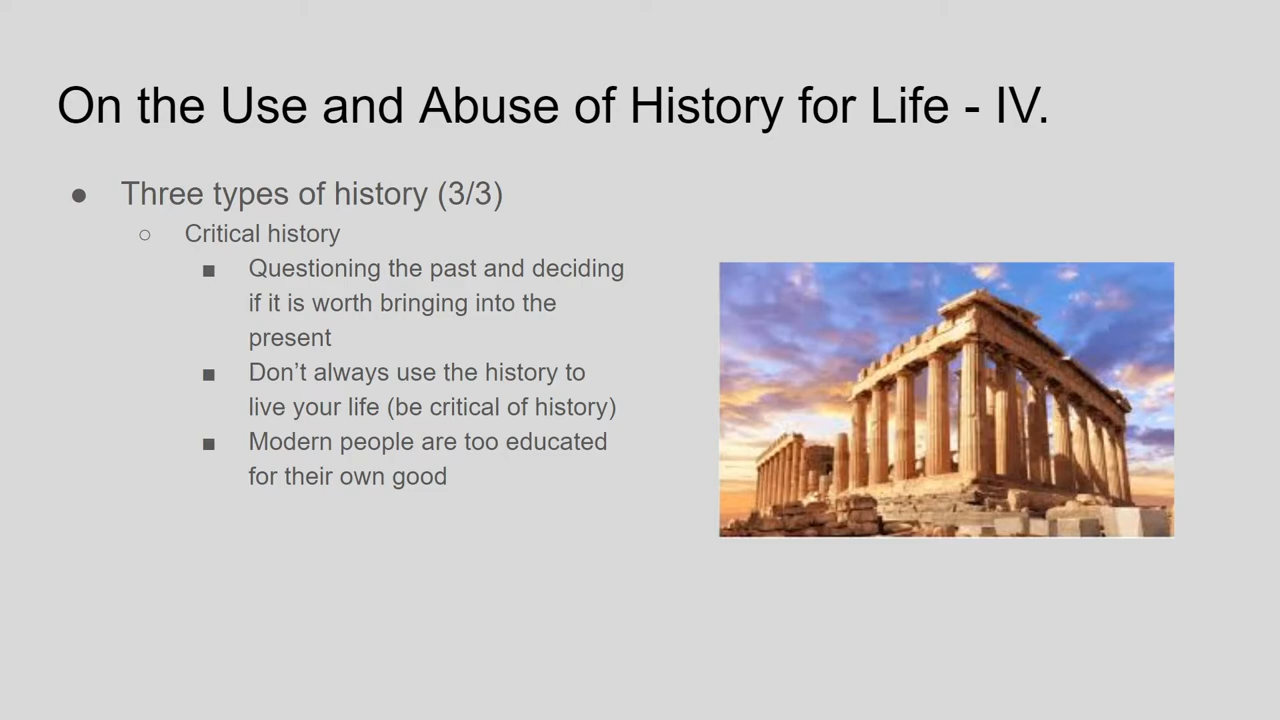 On the Use and Abuse of History for Life - IV.
● Three types of history (3/3)
○ Critical history
■ Questioning the past and deciding
if it is worth bringing into the
present
■ Don’t always use the history to
live your life (be critical of history)
■ Modern people are too educated
for their own good